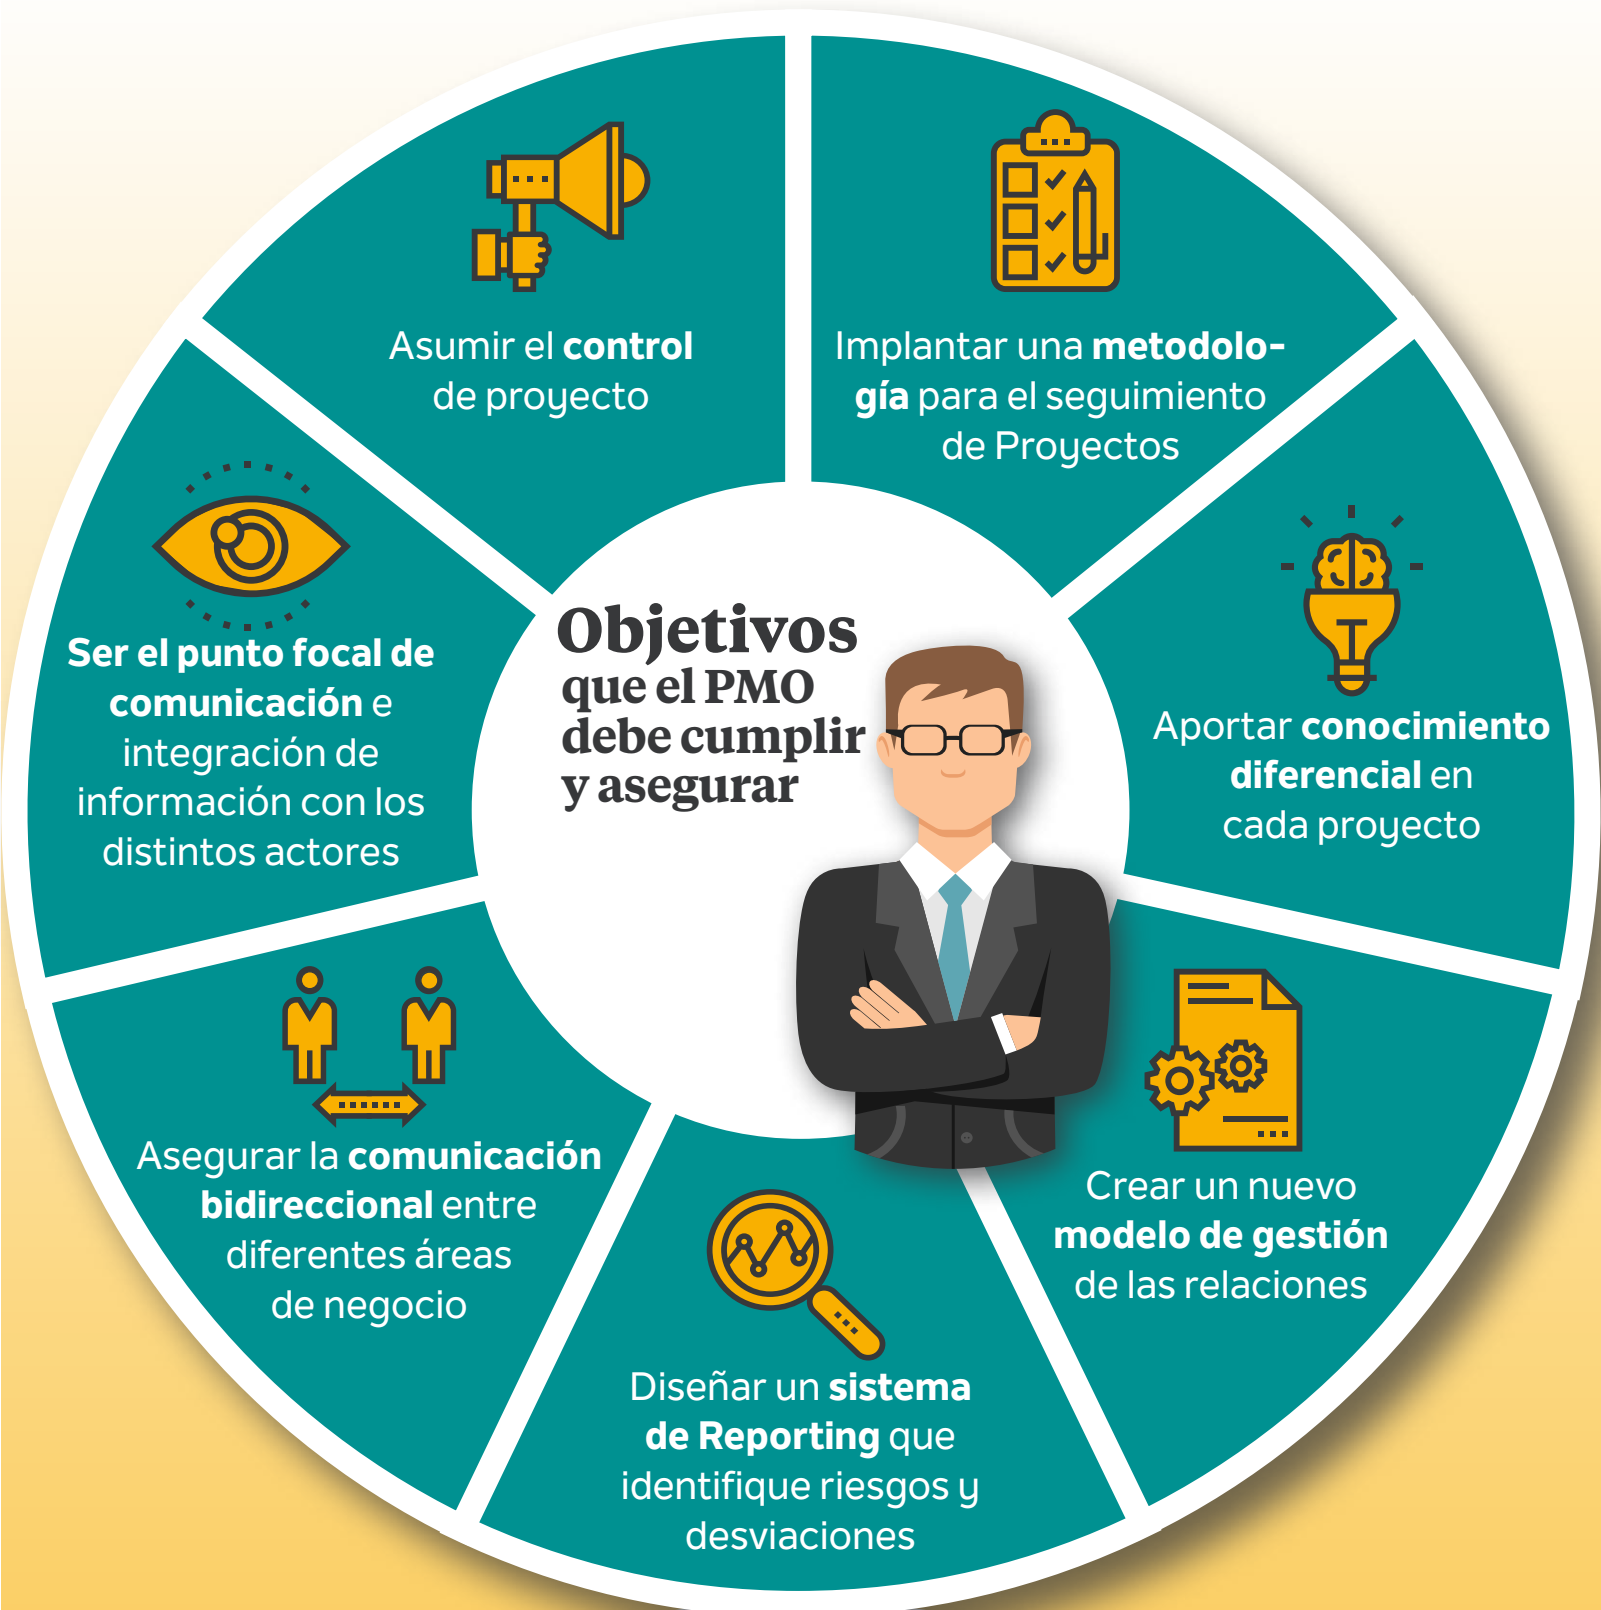 Objetivos
que el PMO
debe cumplir
y asegurar
Asumir el control
de proyecto
Implantar una metodolo-
gía para el seguimiento
de Proyectos
Aportar conocimiento
diferencial en
cada proyecto
Crear un nuevo
modelo de gestión
de las relaciones
Diseñar un sistema
de Reporting que
identifique riesgos y
desviaciones
Asegurar la comunicación
bidireccional entre
diferentes áreas
de negocio
Ser el punto focal de
comunicación e
integración de
información con los
distintos actores